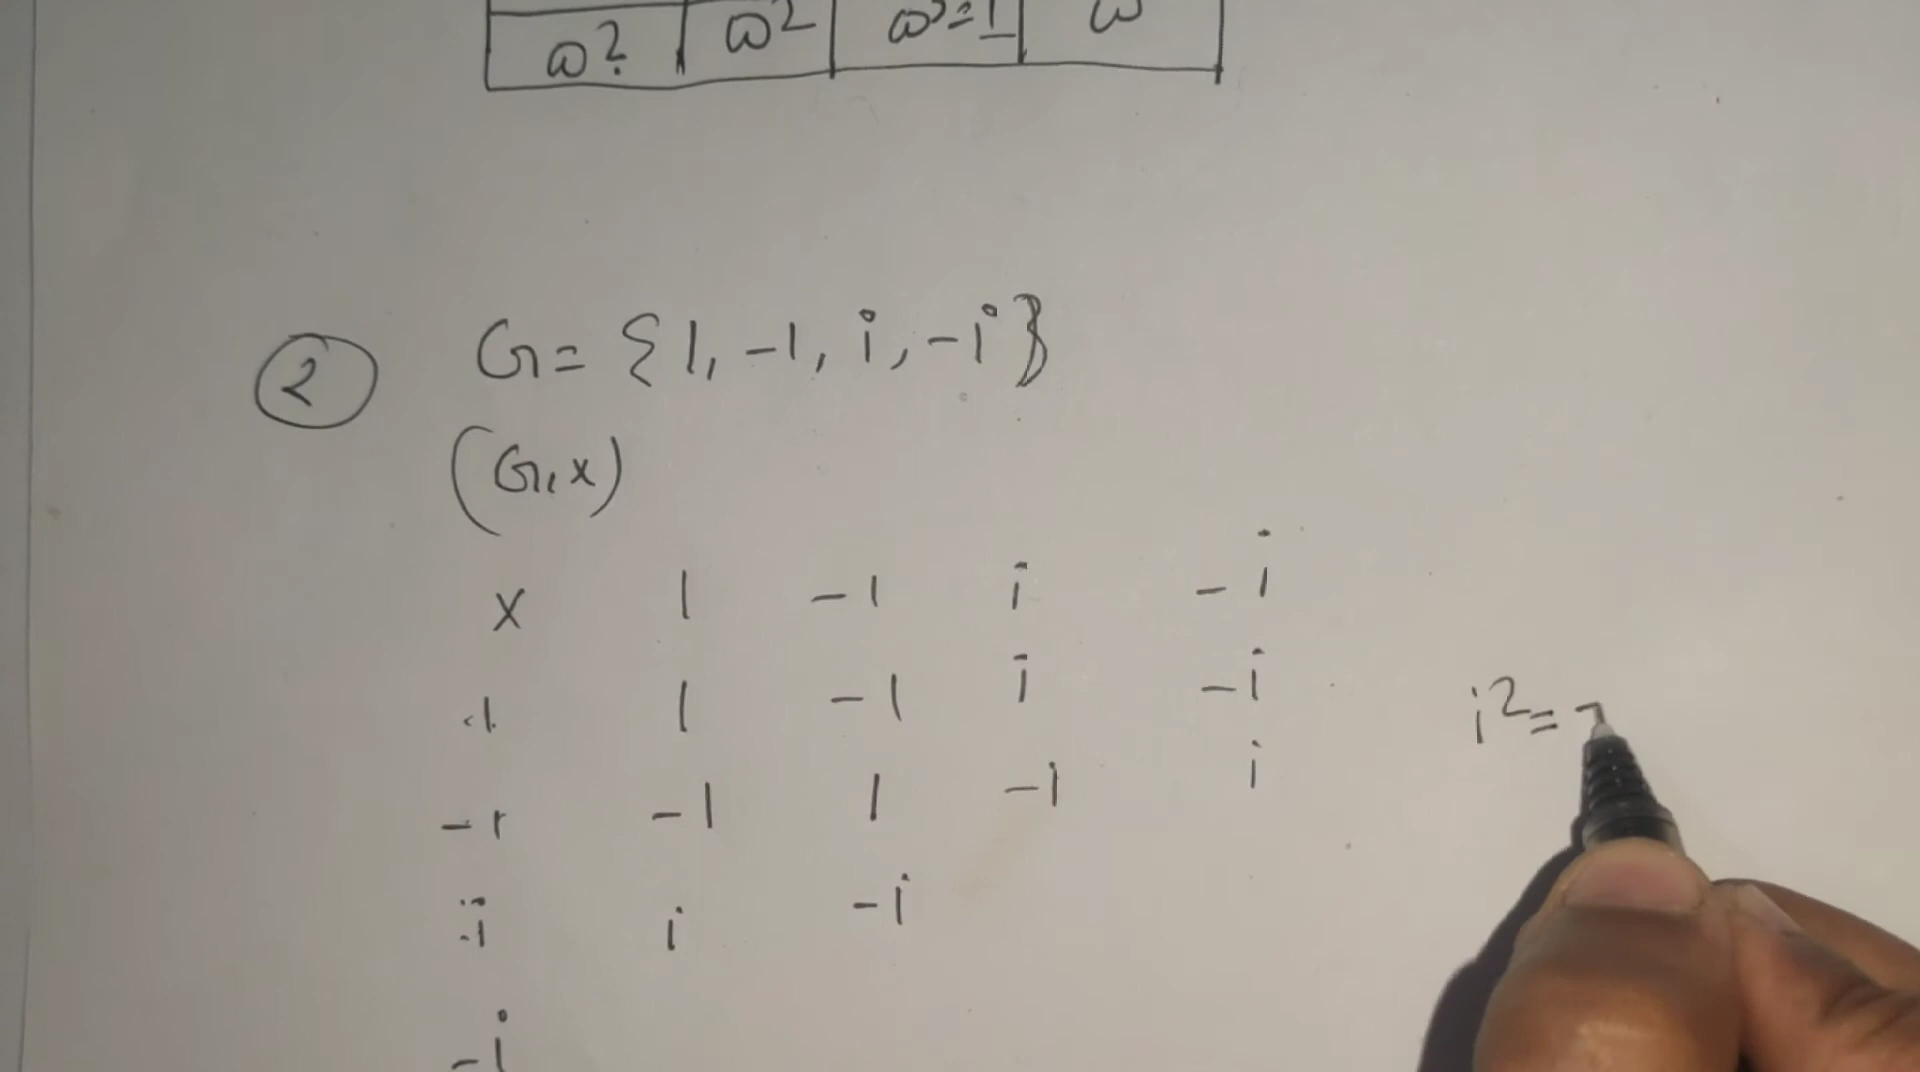 ω² ω² ω³=1 ω
2 G = {1, -1, i, -i}
(G, x)
x 1 -1 i -i
1 1 -1 i -i
-1 -1 1 -1 i
i i -i
-i
i² = -